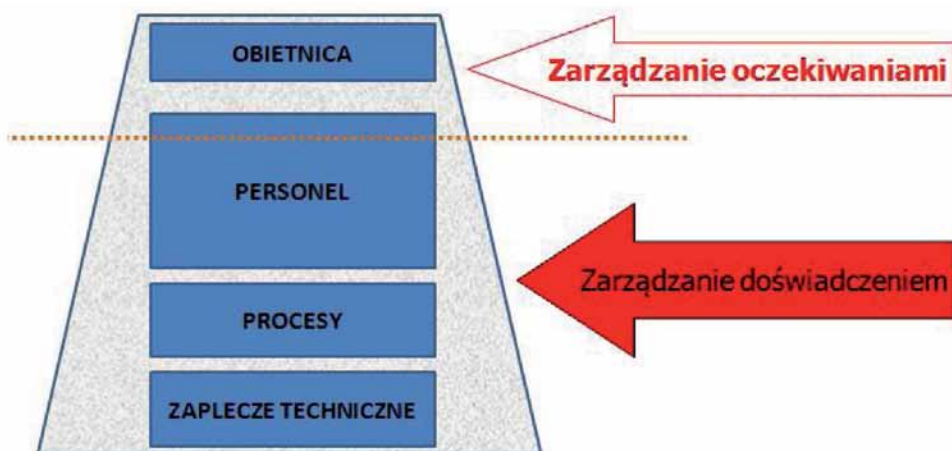 OBIETNICA
Zarządzanie oczekiwaniami
PERSONEL
Zarządzanie doświadczeniem
PROCESY
ZAPLECZE TECHNICZNE